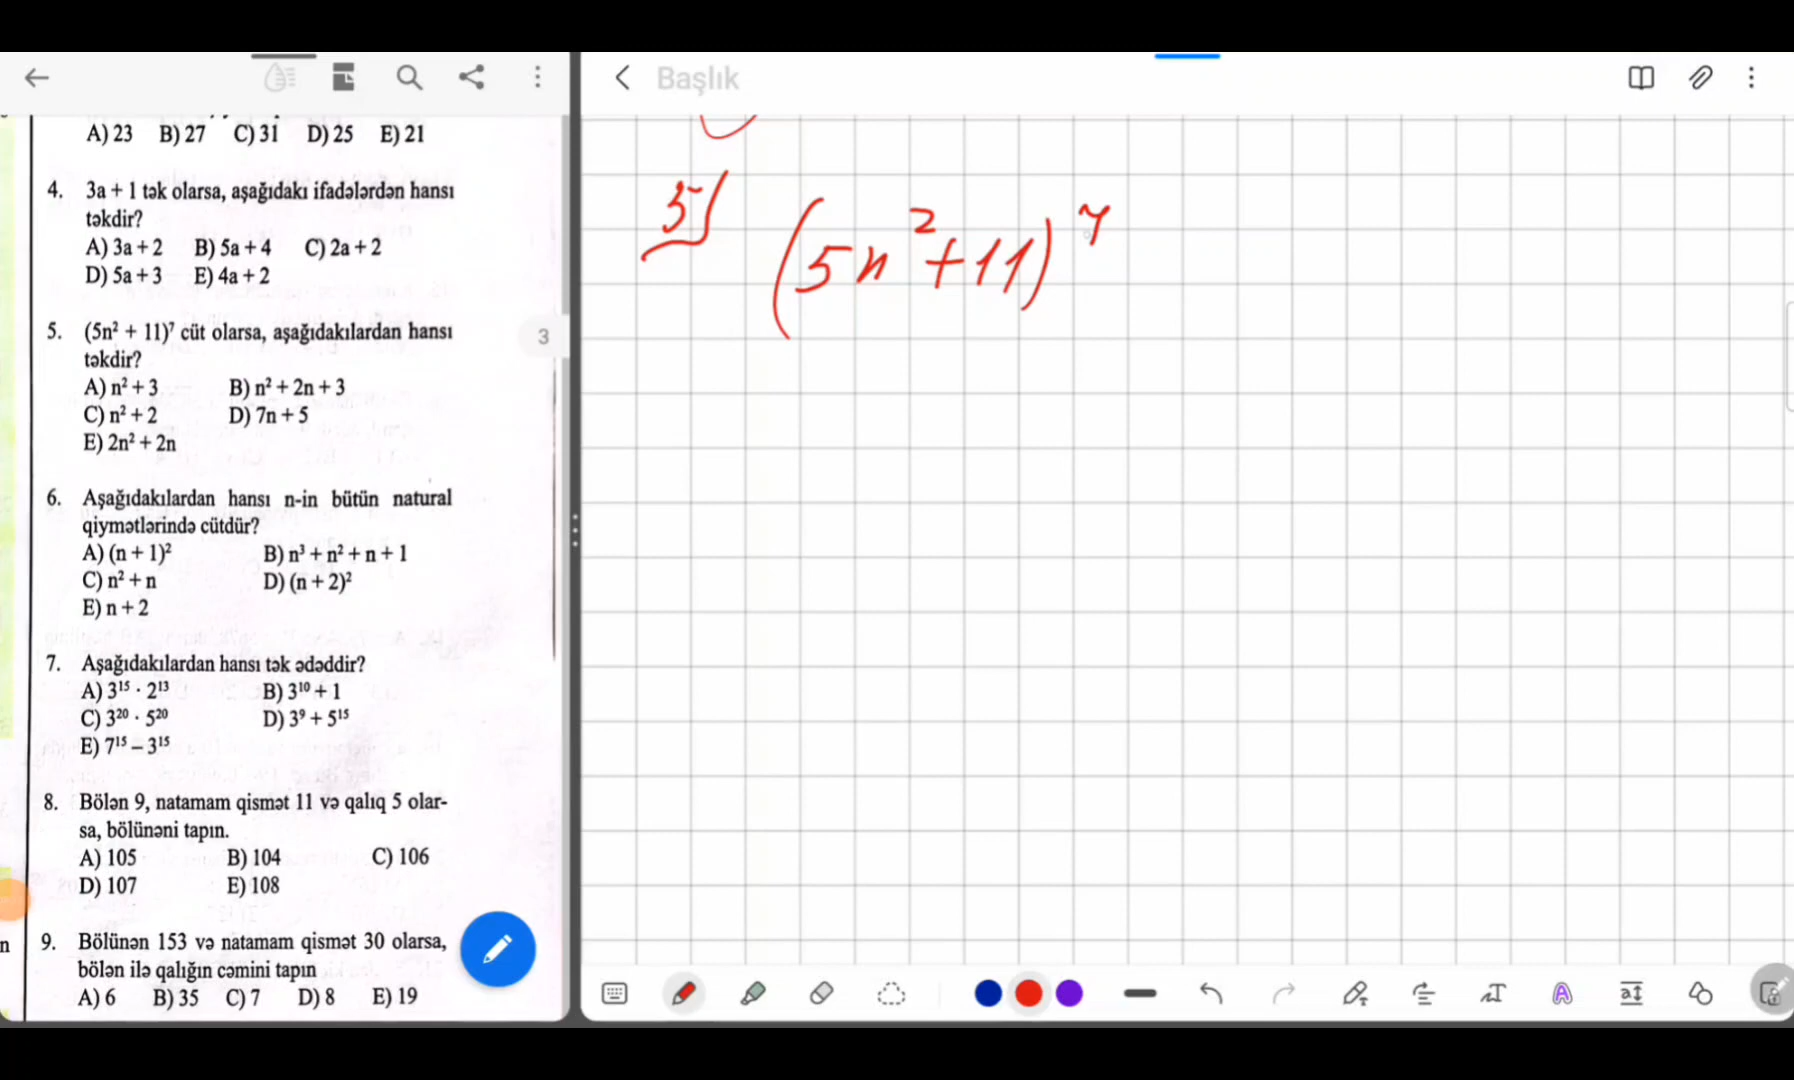 Başlık
A) 23 B) 27 C) 31 D) 25 E) 21
4. 3a + 1 tək olarsa, aşağıdakı ifadələrdən hansı
təkdir?
A) 3a + 2 B) 5a + 4 C) 2a + 2
D) 5a + 3 E) 4a + 2
5. (5n² + 11)⁷ cüt olarsa, aşağıdakılardan hansı
təkdir?
A) n² + 3 B) n² + 2n + 3
C) n² + 2 D) 7n + 5
E) 2n² + 2n
6. Aşağıdakılardan hansı n-in bütün natural
qiymətlərində cütdür?
A) (n + 1)² B) n³ + n² + n + 1
C) n² + n D) (n + 2)²
E) n + 2
7. Aşağıdakılardan hansı tək ədəddir?
A) 3¹⁵ · 2¹³ B) 3¹⁰ + 1
C) 3²⁰ · 5²⁰ D) 3⁹ + 5¹⁵
E) 7¹⁵ – 3¹⁵
8. Bölən 9, natamam qismət 11 və qalıq 5 olar-
sa, bölünəni tapın.
A) 105 B) 104 C) 106
D) 107 E) 108
n
9. Bölünən 153 və natamam qismət 30 olarsa,
bölən ilə qalığın cəmini tapın
A) 6 B) 35 C) 7 D) 8 E) 19
3
5) (5n² + 11)⁷